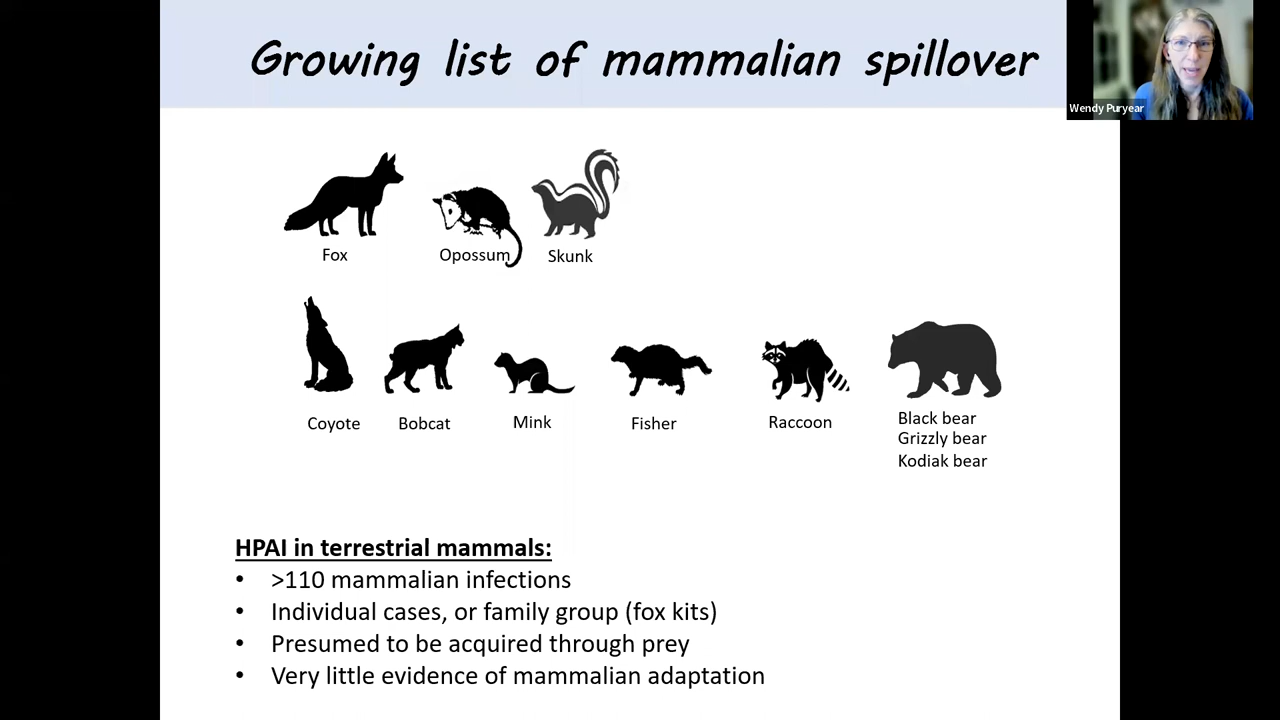 Growing list of mammalian spillover
Wendy Puryear
Fox
Opossum
Skunk
Coyote
Bobcat
Mink
Fisher
Raccoon
Black bear
Grizzly bear
Kodiak bear
HPAI in terrestrial mammals:
• >110 mammalian infections
• Individual cases, or family group (fox kits)
• Presumed to be acquired through prey
• Very little evidence of mammalian adaptation